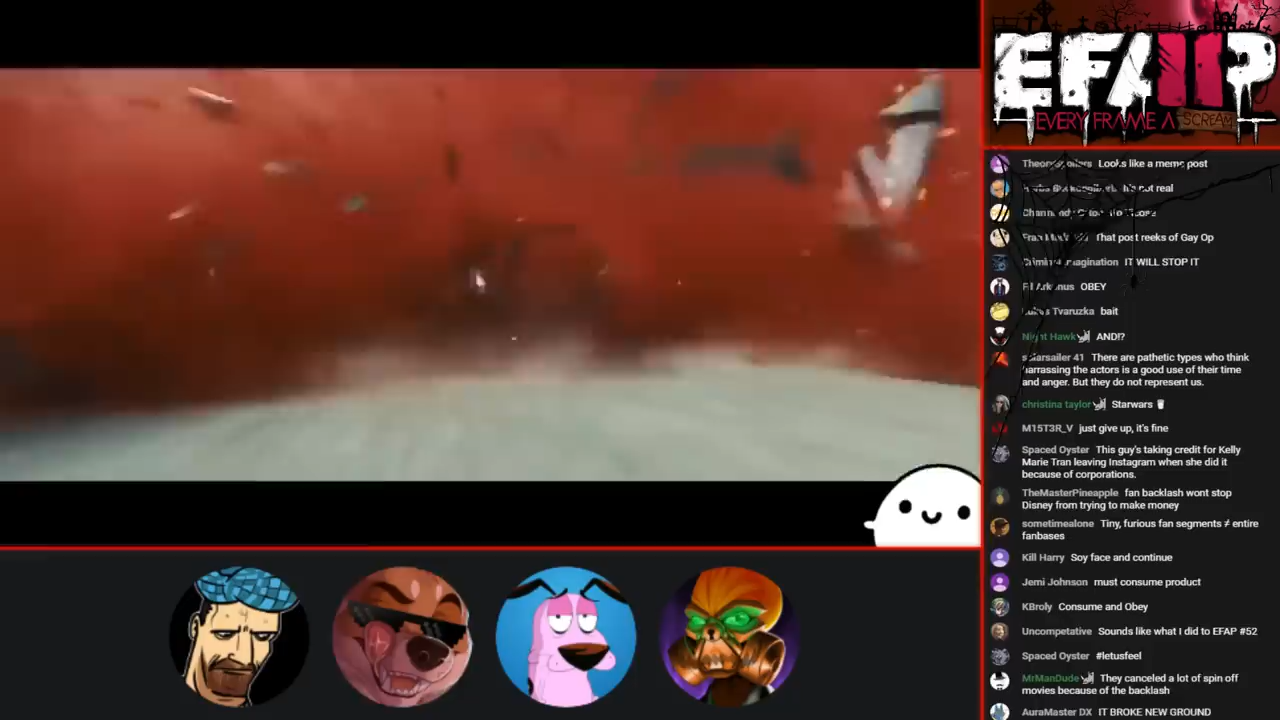 EFAP
EVERY FRAME A SCREAM
Looks like a meme post
not real
That post reeks of Gay Op
IT WILL STOP IT
OBEY
Tvaruzka bait
Night Hawk AND!?
solarsailer 41 There are pathetic types who think
harrassing the actors is a good use of their time
and anger. But they do not represent us.
christina taylor Starwars 🥛
M15T3R_V just give up, it's fine
Spaced Oyster This guy's taking credit for Kelly
Marie Tran leaving Instagram when she did it
because of corporations.
TheMasterPineapple fan backlash wont stop
Disney from trying to make money
sometimealone Tiny, furious fan segments ≠ entire
fanbases
Kill Harry Soy face and continue
Jemi Johnson must consume product
KBroly Consume and Obey
Uncompetative Sounds like what I did to EFAP #52
Spaced Oyster #letusfeel
MrManDude They canceled a lot of spin off
movies because of the backlash
AuraMaster DX IT BROKE NEW GROUND